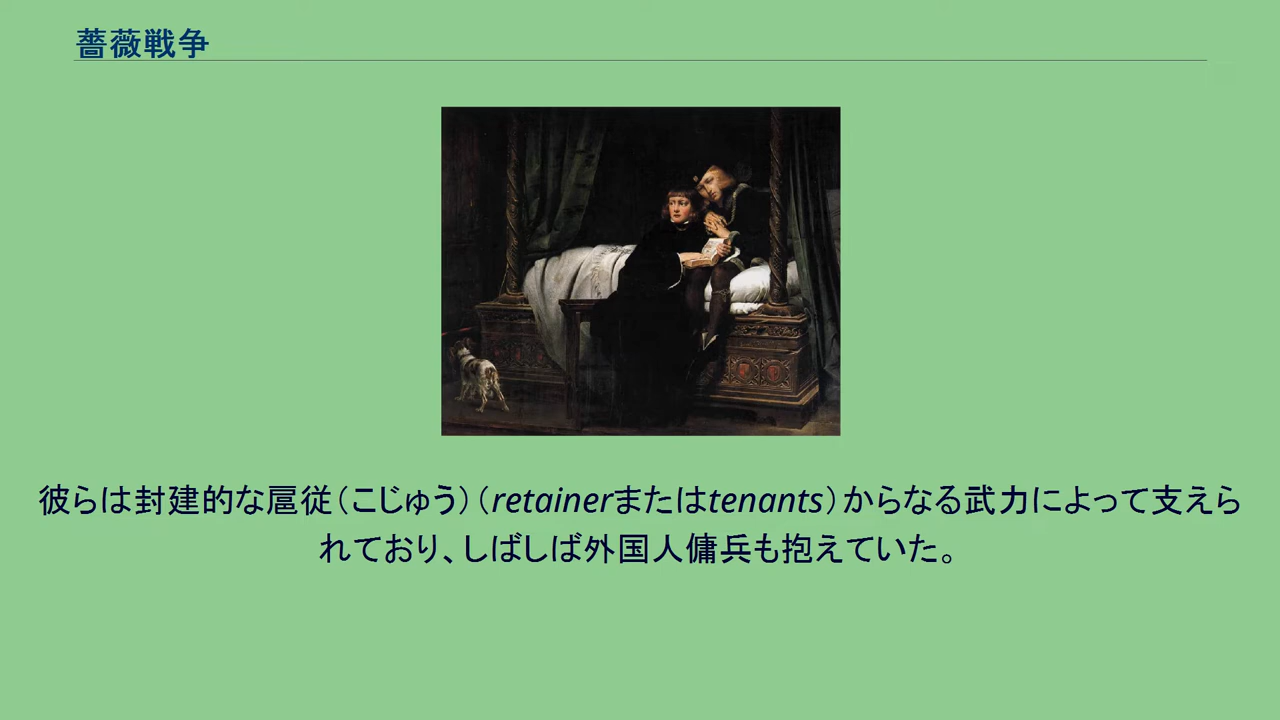 薔薇戦争
彼らは封建的な扈従（こじゅう）（retainerまたはtenants）からなる武力によって支えら
れており、しばしば外国人傭兵も抱えていた。